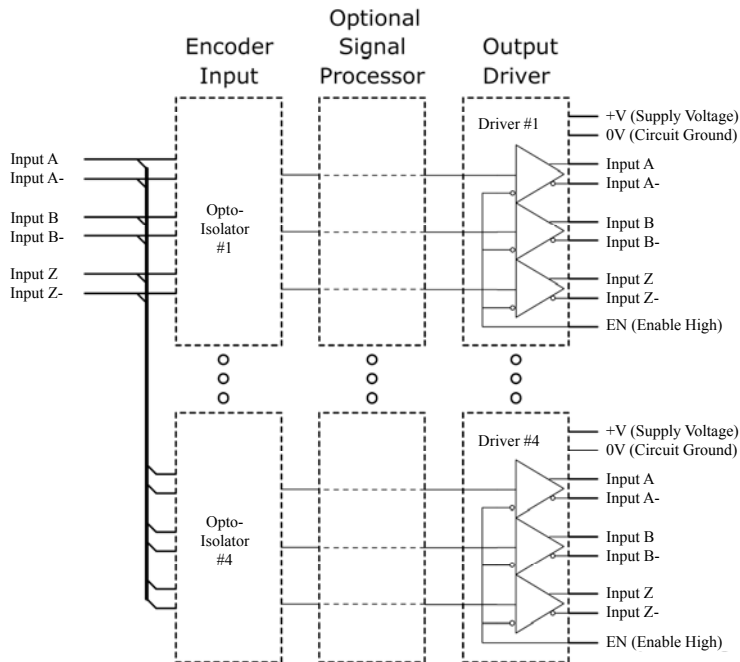 Encoder
Input
Optional
Signal
Processor
Output
Driver
Input A
Input A-
Input B
Input B-
Input Z
Input Z-
Opto-
Isolator
#1
Driver #1
+V (Supply Voltage)
0V (Circuit Ground)
Input A
Input A-
Input B
Input B-
Input Z
Input Z-
EN (Enable High)
Opto-
Isolator
#4
Driver #4
+V (Supply Voltage)
0V (Circuit Ground)
Input A
Input A-
Input B
Input B-
Input Z
Input Z-
EN (Enable High)